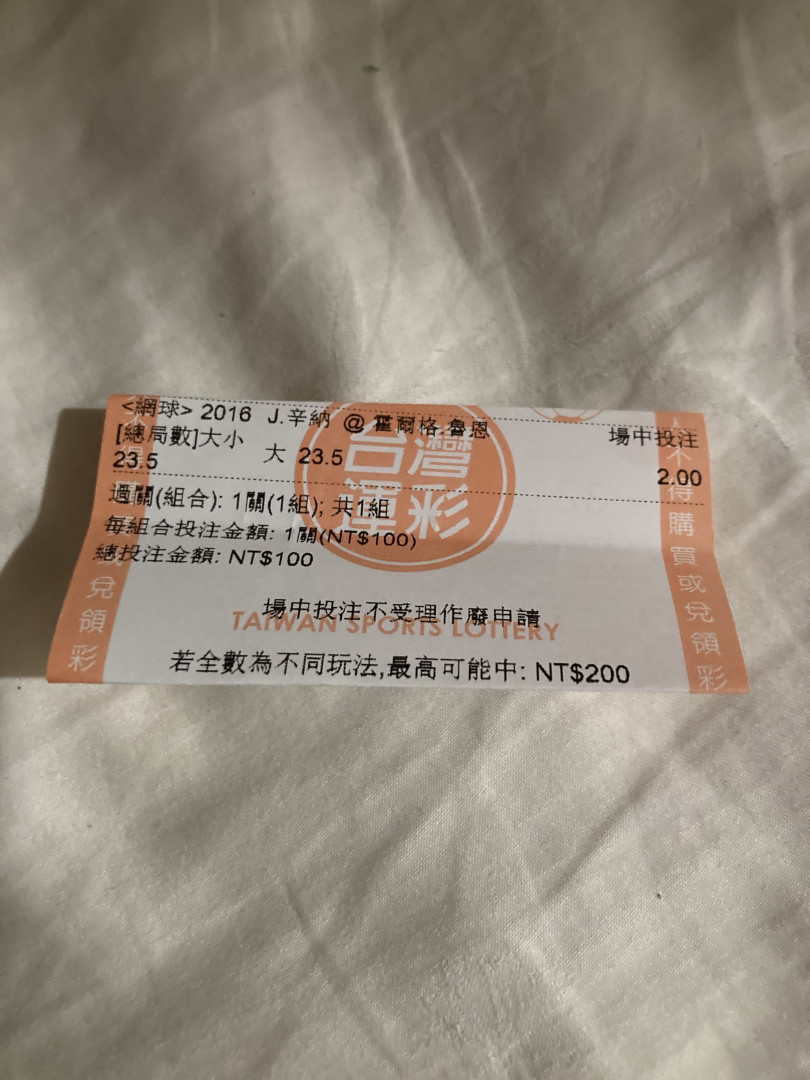 <網球> 2016 J.辛納 @ 霍爾格.魯恩 場中投注
[總局數]大小 大 23.5
23.5 2.00
過關(組合): 1關(1組); 共1組
每組合投注金額: 1關(NT$100)
總投注金額: NT$100
場中投注不受理作廢申請
TAIWAN SPORTS LOTTERY
若全數為不同玩法,最高可能中: NT$200
台灣
運彩
兌領彩
不得購買或兌領彩